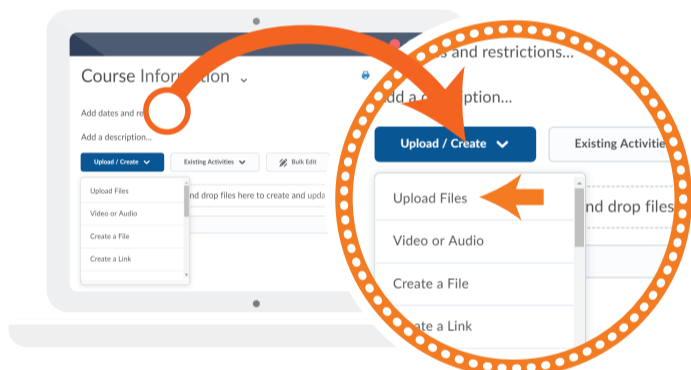 Course Information
Add dates and re
Add a description...
Upload / Create
Existing Activities
Bulk Edit
Upload Files
nd drop files here to create and upda
Video or Audio
Create a File
Create a Link
s and restrictions...
dd a ption...
Upload / Create
Existing Activitie
Upload Files
nd drop files
Video or Audio
Create a File
ate a Link